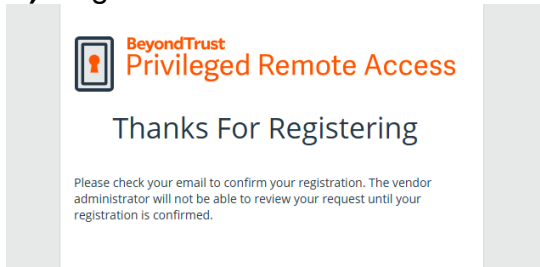 BeyondTrust
Privileged Remote Access
Thanks For Registering
Please check your email to confirm your registration. The vendor
administrator will not be able to review your request until your
registration is confirmed.